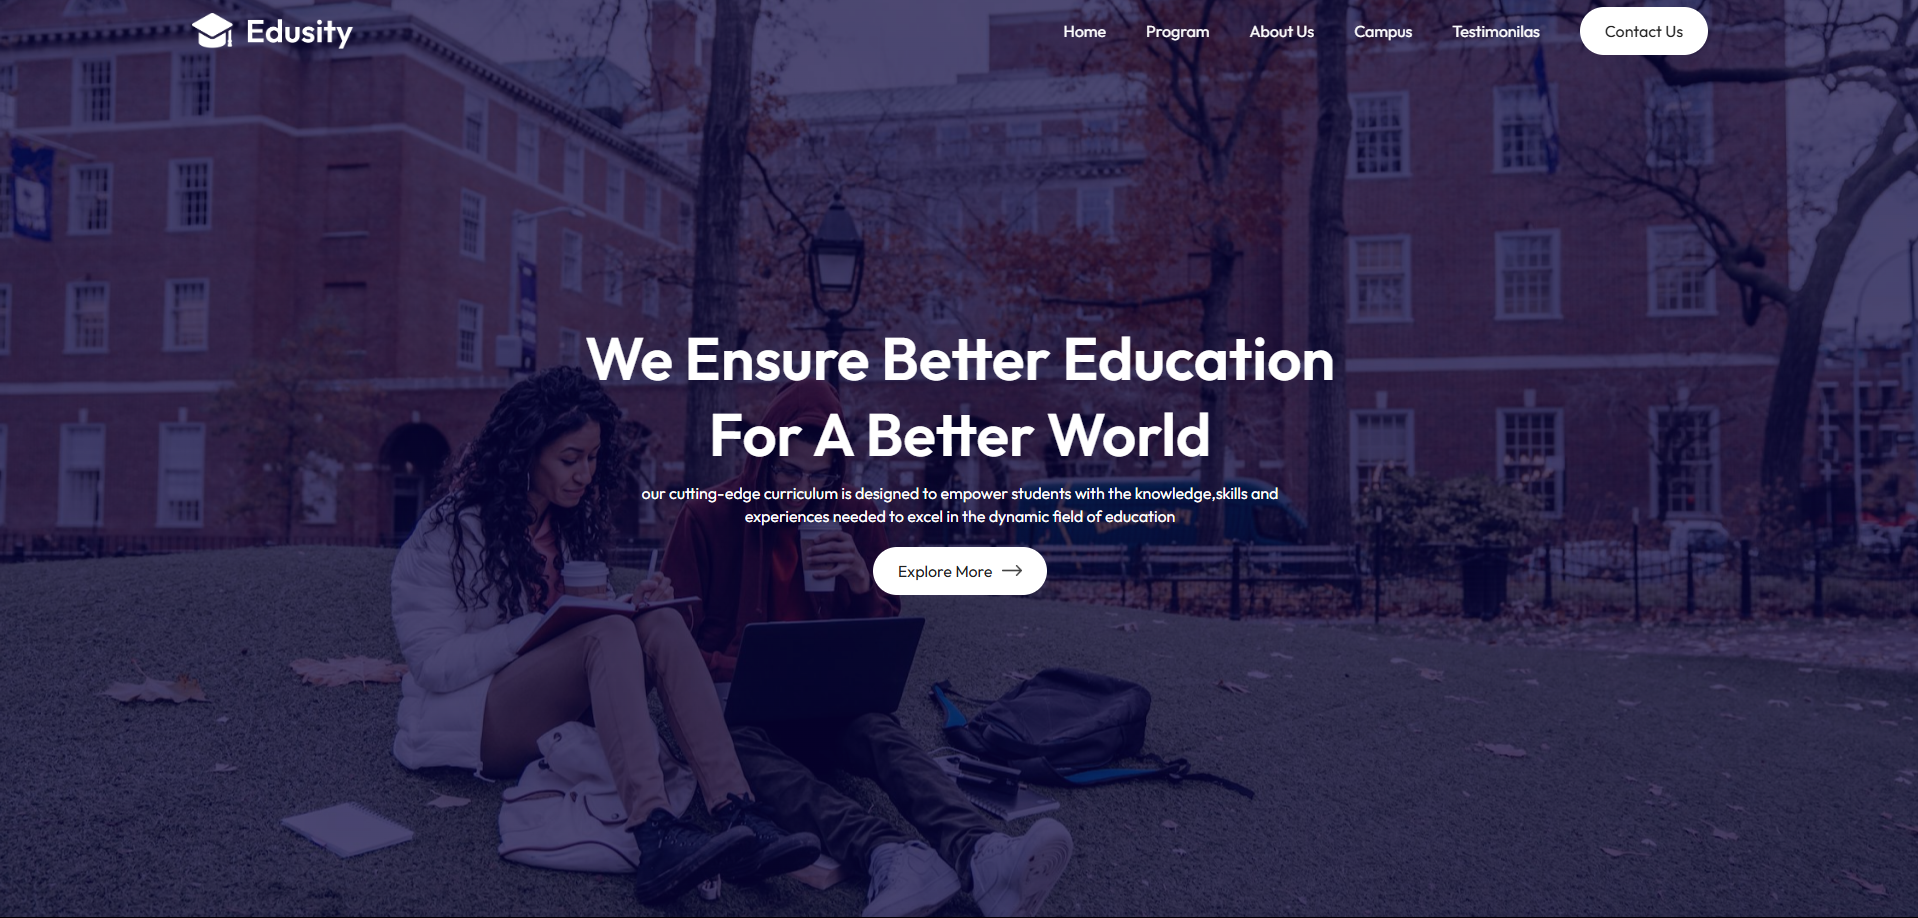 Edusity
Home Program About Us Campus Testimonilas Contact Us
We Ensure Better Education
For A Better World
our cutting-edge curriculum is designed to empower students with the knowledge,skills and
experiences needed to excel in the dynamic field of education
Explore More